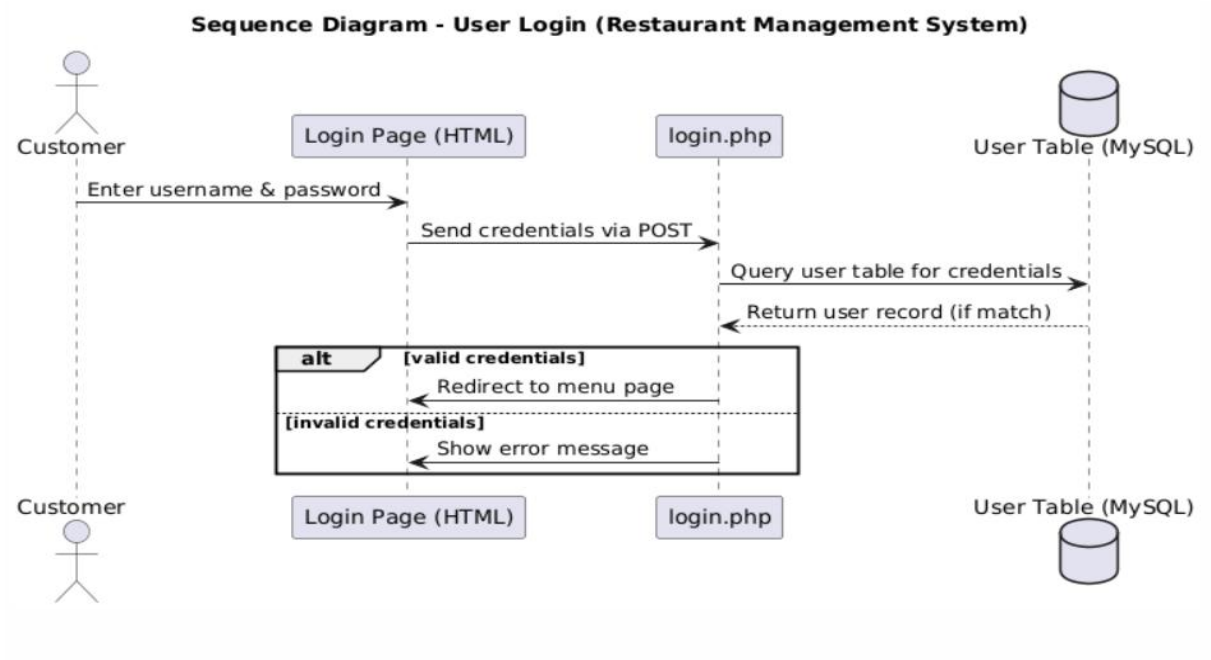 Sequence Diagram - User Login (Restaurant Management System)
Customer
Login Page (HTML)
login.php
User Table (MySQL)
Enter username & password
Send credentials via POST
Query user table for credentials
Return user record (if match)
alt
[valid credentials]
Redirect to menu page
[invalid credentials]
Show error message
Customer
Login Page (HTML)
login.php
User Table (MySQL)